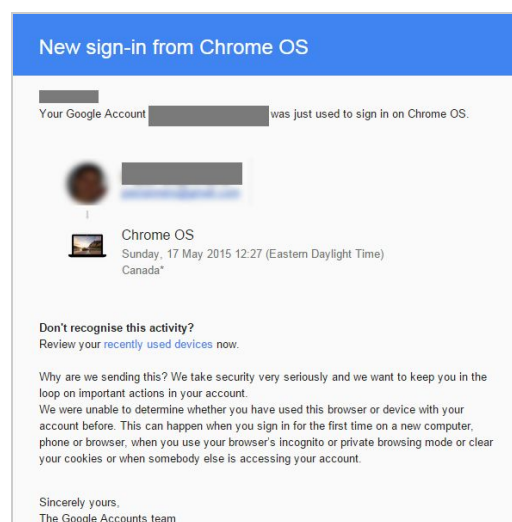 New sign-in from Chrome OS
Your Google Account was just used to sign in on Chrome OS.
Chrome OS
Sunday, 17 May 2015 12:27 (Eastern Daylight Time)
Canada*
Don't recognise this activity?
Review your recently used devices now.
Why are we sending this? We take security very seriously and we want to keep you in the
loop on important actions in your account.
We were unable to determine whether you have used this browser or device with your
account before. This can happen when you sign in for the first time on a new computer,
phone or browser, when you use your browser's incognito or private browsing mode or clear
your cookies or when somebody else is accessing your account.
Sincerely yours,
The Google Accounts team